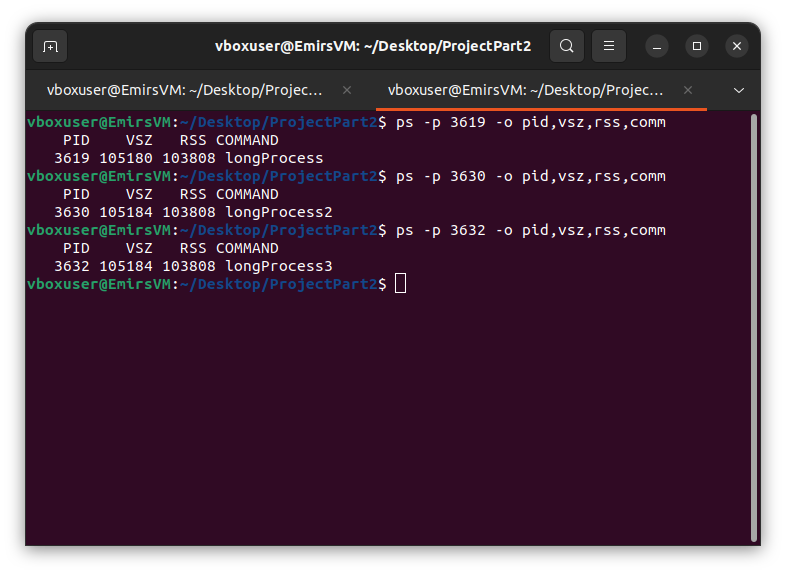 vboxuser@EmirsVM: ~/Desktop/ProjectPart2
vboxuser@EmirsVM: ~/Desktop/Projec...
vboxuser@EmirsVM: ~/Desktop/Projec...
vboxuser@EmirsVM:~/Desktop/ProjectPart2$ ps -p 3619 -o pid,vsz,rss,comm
PID VSZ RSS COMMAND
3619 105180 103808 longProcess
vboxuser@EmirsVM:~/Desktop/ProjectPart2$ ps -p 3630 -o pid,vsz,rss,comm
PID VSZ RSS COMMAND
3630 105184 103808 longProcess2
vboxuser@EmirsVM:~/Desktop/ProjectPart2$ ps -p 3632 -o pid,vsz,rss,comm
PID VSZ RSS COMMAND
3632 105184 103808 longProcess3
vboxuser@EmirsVM:~/Desktop/ProjectPart2$